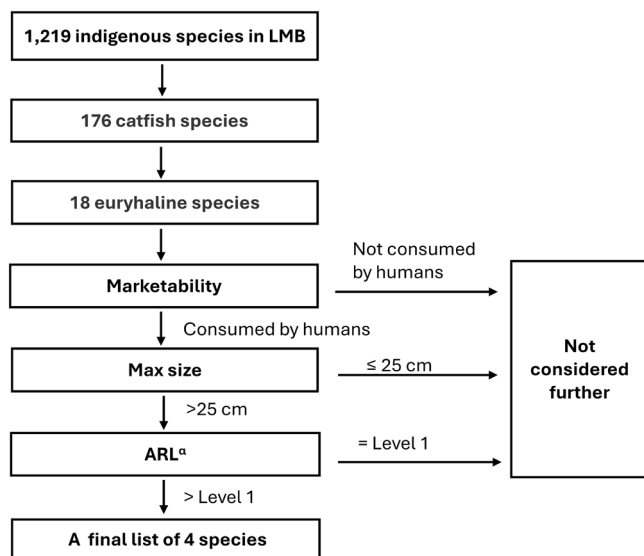 1,219 indigenous species in LMB
176 catfish species
18 euryhaline species
Not consumed
by humans
Marketability
Consumed by humans
Not
considered
further
Max size
≤ 25 cm
>25 cm
ARLᵅ
= Level 1
> Level 1
A final list of 4 species